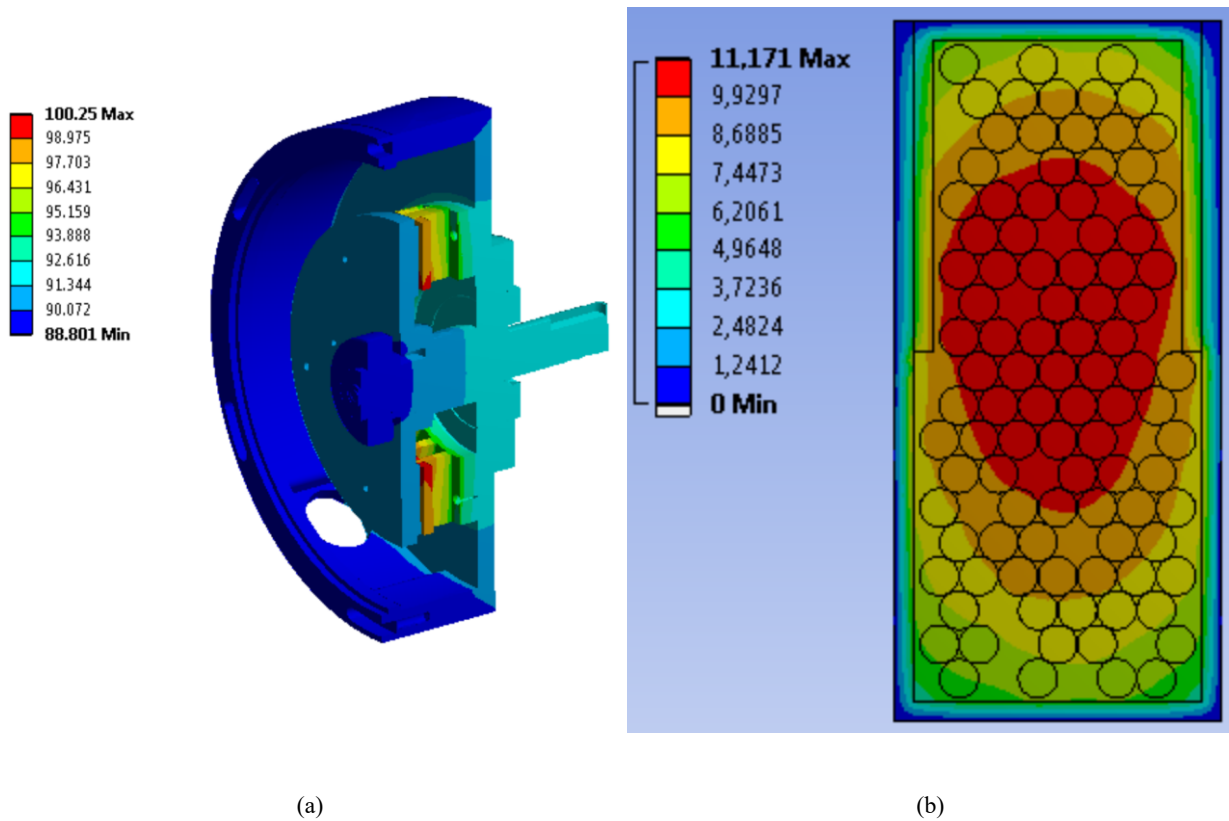 100.25 Max
98.975
97.703
96.431
95.159
93.888
92.616
91.344
90.072
88.801 Min
11,171 Max
9,9297
8,6885
7,4473
6,2061
4,9648
3,7236
2,4824
1,2412
0 Min
(a)
(b)